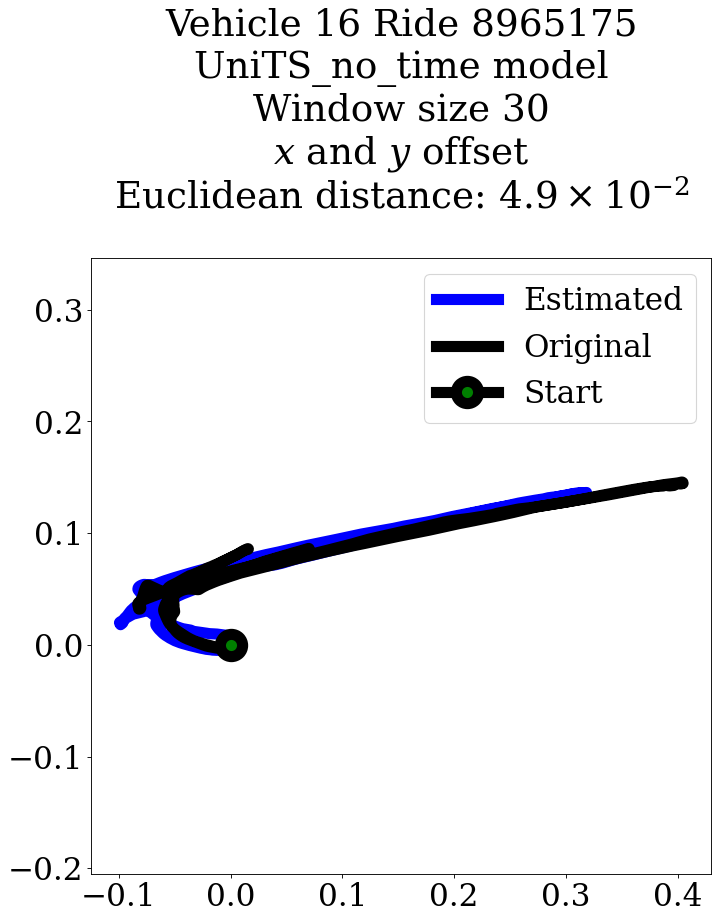 Vehicle 16 Ride 8965175
UniTS_no_time model
Window size 30
x and y offset
Euclidean distance: 4.9 × 10⁻²
Estimated
Original
Start
0.3
0.2
0.1
0.0
−0.1
−0.2
−0.1 0.0 0.1 0.2 0.3 0.4